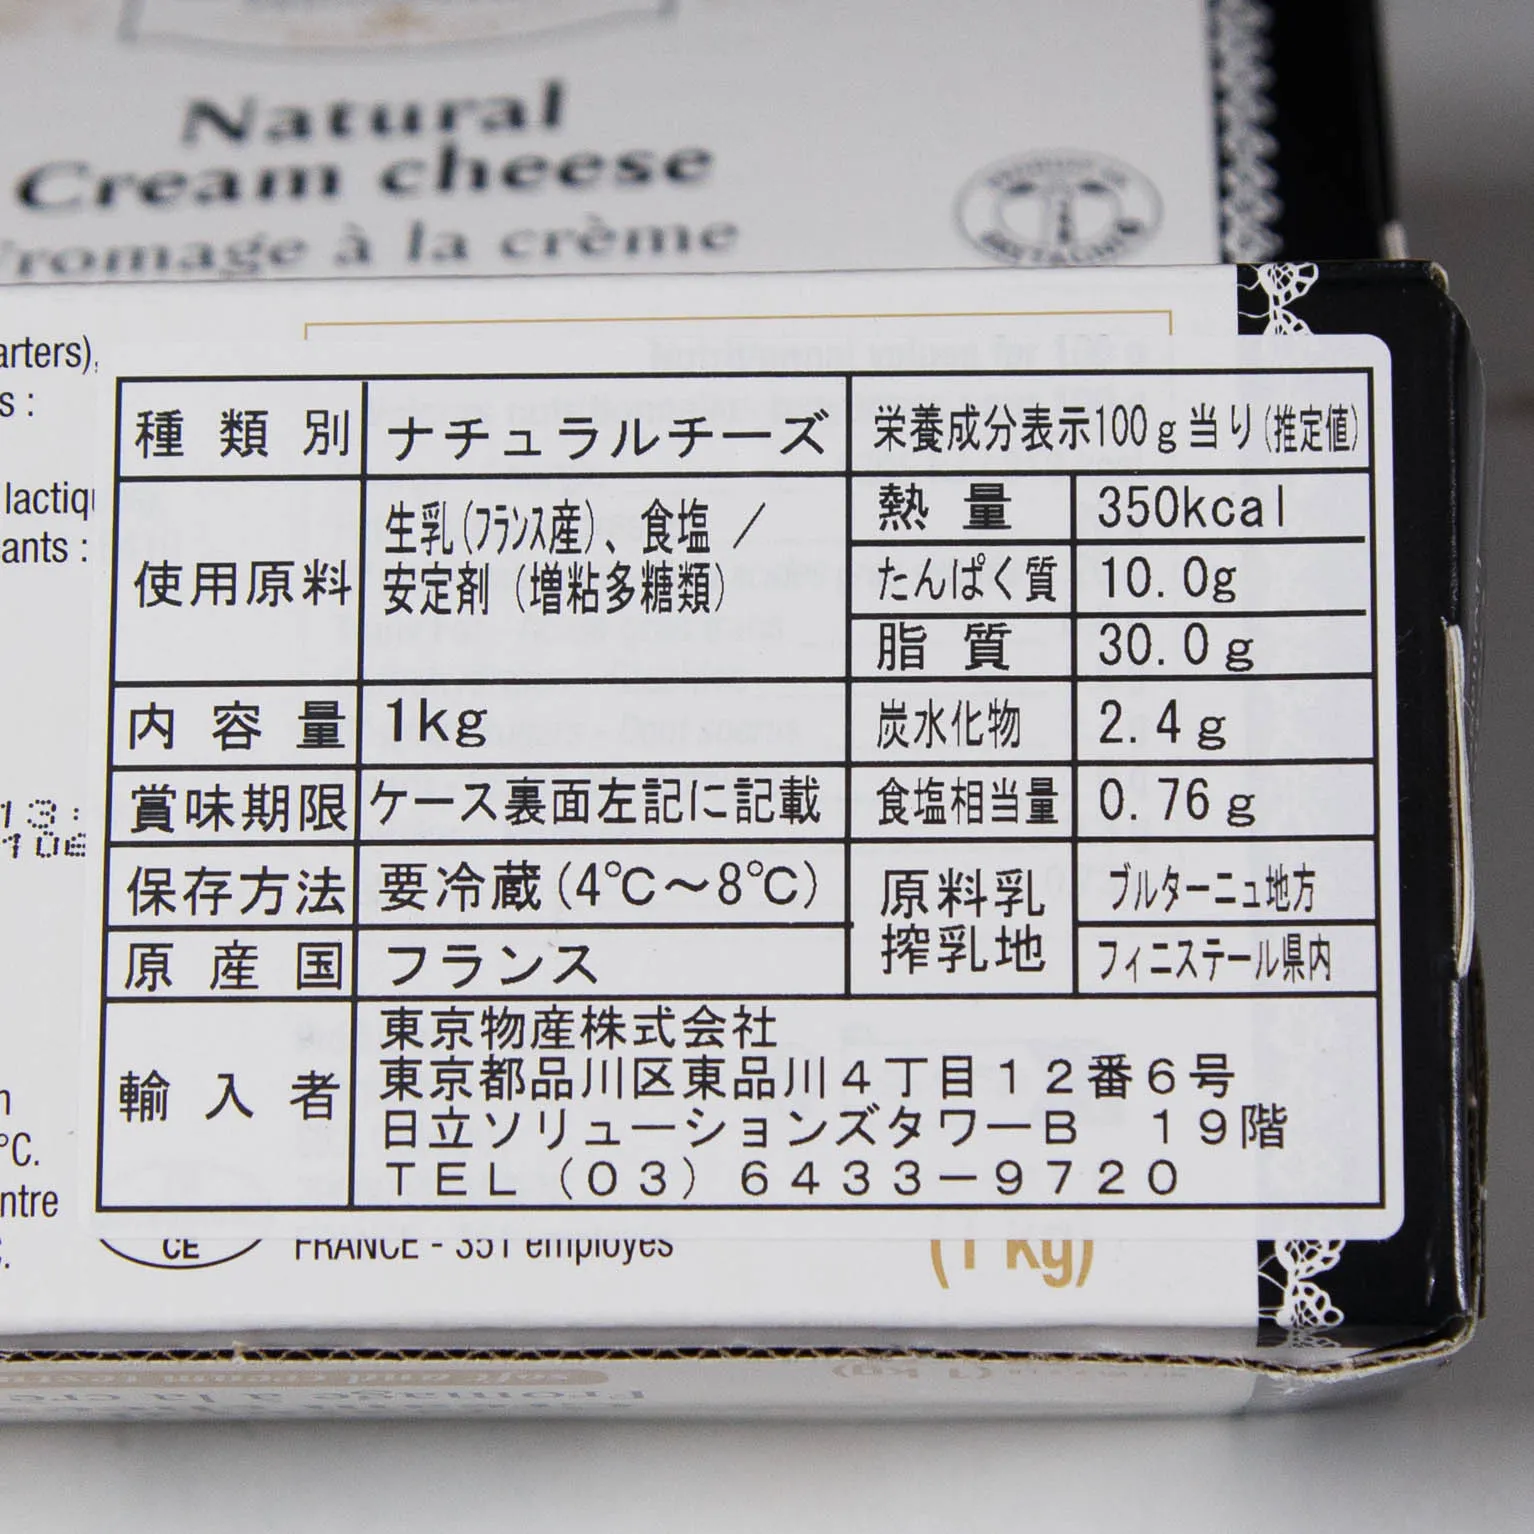 Natural
Cream cheese
Fromage à la crème
arters),
s :
lactiq
ants :
種類別 ナチュラルチーズ
栄養成分表示100g当り(推定値)
使用原料 生乳(フランス産)、食塩/
安定剤(増粘多糖類)
熱量 350kcal
たんぱく質 10.0g
脂質 30.0g
内容量 1kg
炭水化物 2.4g
賞味期限 ケース裏面左記に記載
食塩相当量 0.76g
保存方法 要冷蔵(4℃~8℃)
原産国 フランス
原料乳
搾乳地
ブルターニュ地方
フィニステール県内
輸入者 東京物産株式会社
東京都品川区東品川4丁目12番6号
日立ソリューションズタワーB 19階
TEL(03)6433-9720
°C.
ntre
CE
FRANCE - 351 employés
(1 Kg)